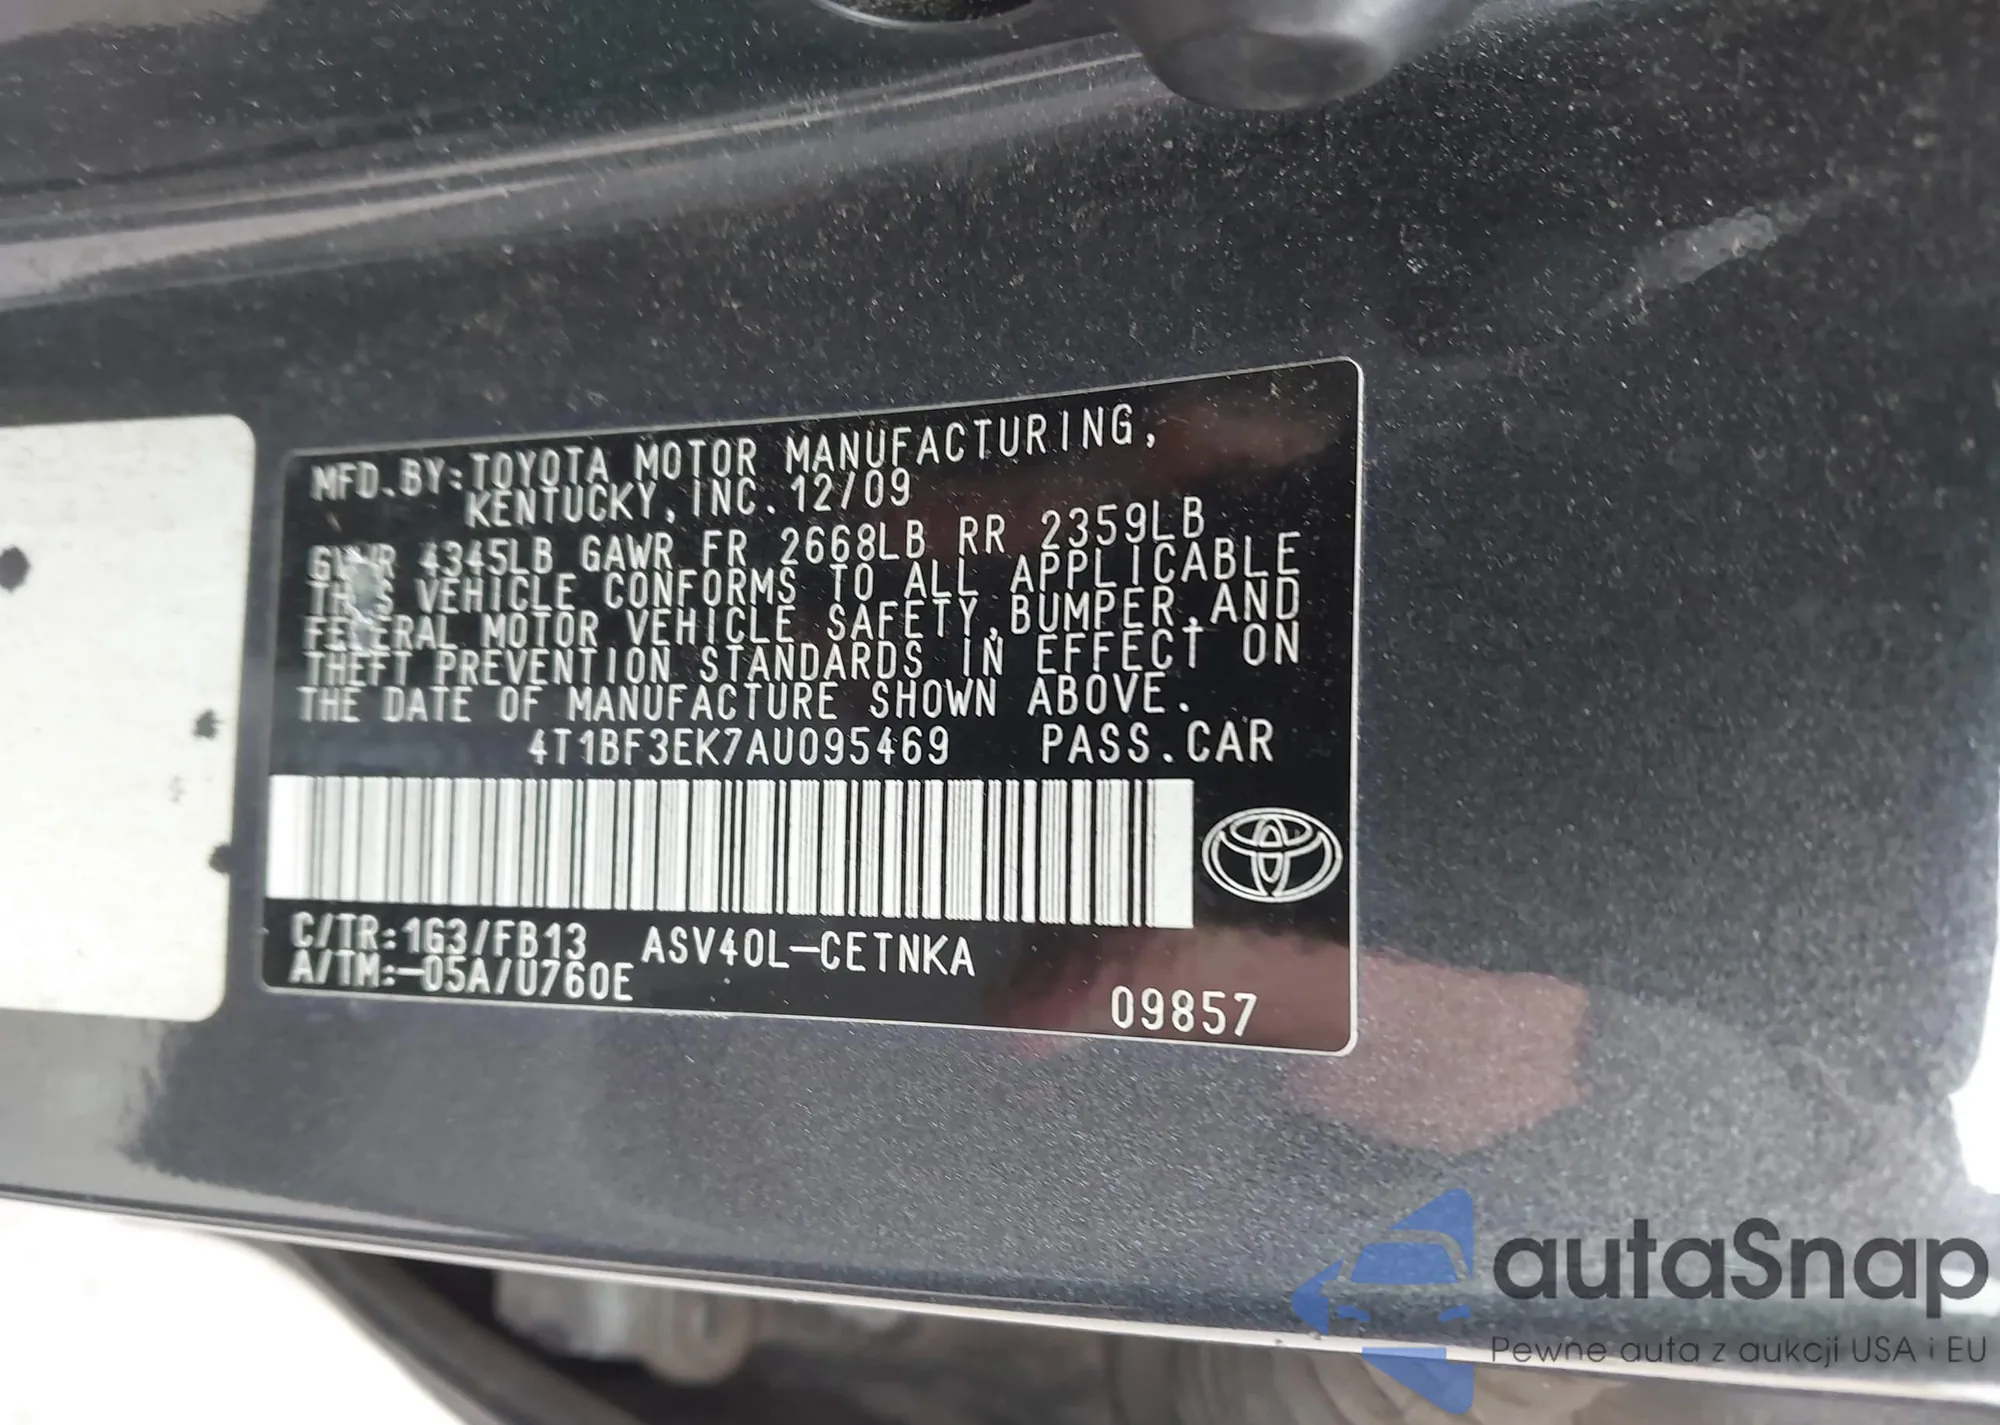 MFD.BY:TOYOTA MOTOR MANUFACTURING,
KENTUCKY,INC.12/09
GWWR 4345LB GAWR FR 2668LB RR 2359LB
THIS VEHICLE CONFORMS TO ALL APPLICABLE
FEDERAL MOTOR VEHICLE SAFETY,BUMPER,AND
THEFT PREVENTION STANDARDS IN EFFECT ON
THE DATE OF MANUFACTURE SHOWN ABOVE.
4T1BF3EK7AU095469 PASS.CAR
C/TR:1G3/FB13 ASV40L-CETNKA
A/TM:-05A/U760E
09857
autaSnap
Pewne auta z aukcji USA i EU